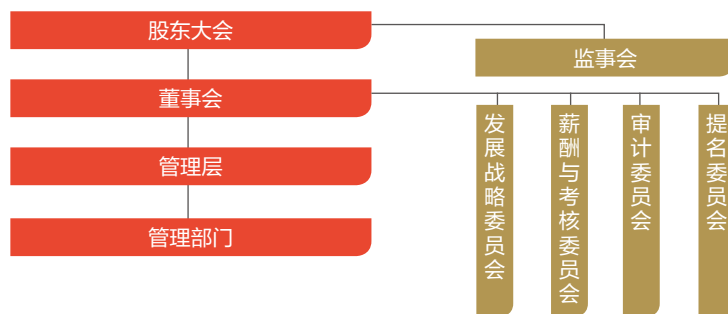 股东大会
监事会
董事会
管理层
管理部门
发展战略委员会
薪酬与考核委员会
审计委员会
提名委员会